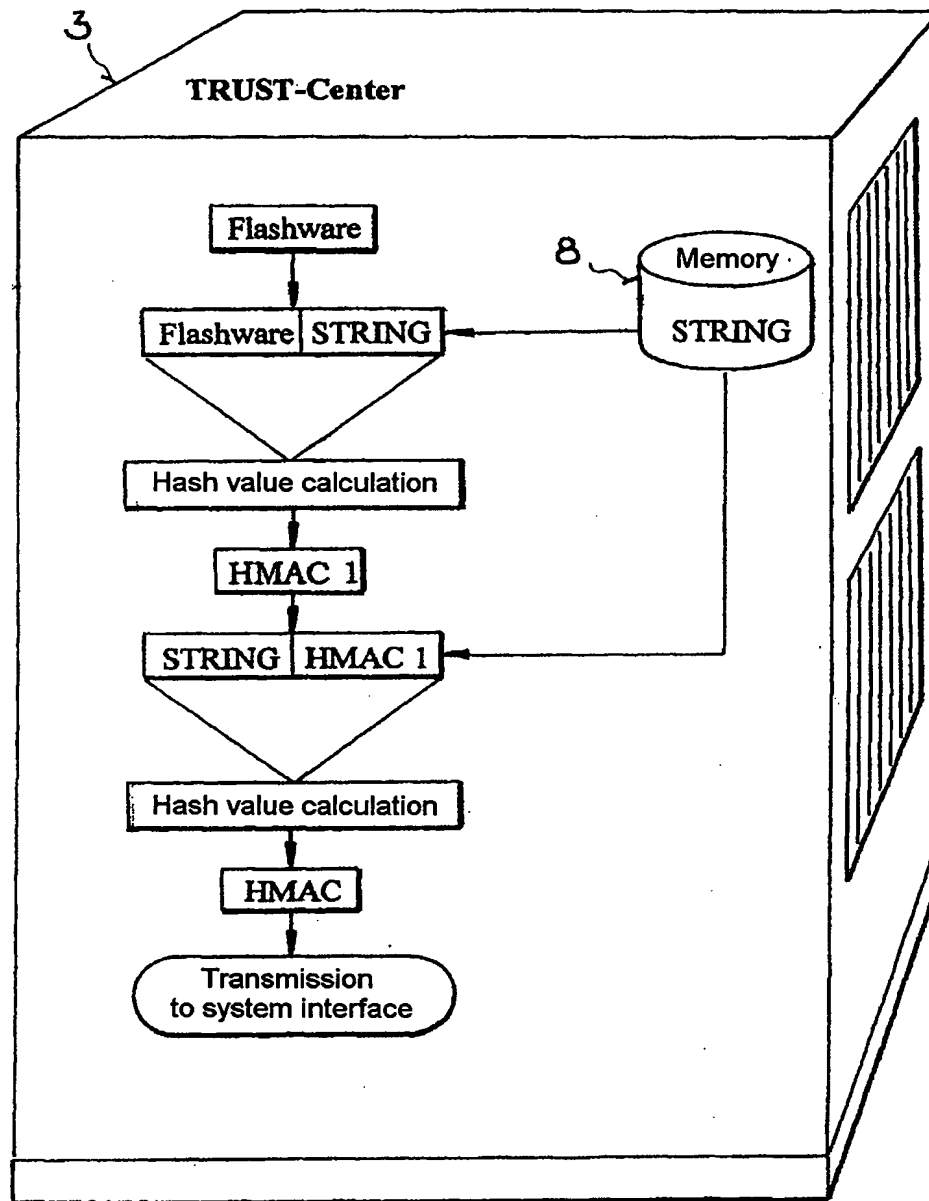 3
TRUST-Center
Flashware
8
Memory
STRING
Flashware STRING
Hash value calculation
HMAC 1
STRING HMAC 1
Hash value calculation
HMAC
Transmission
to system interface